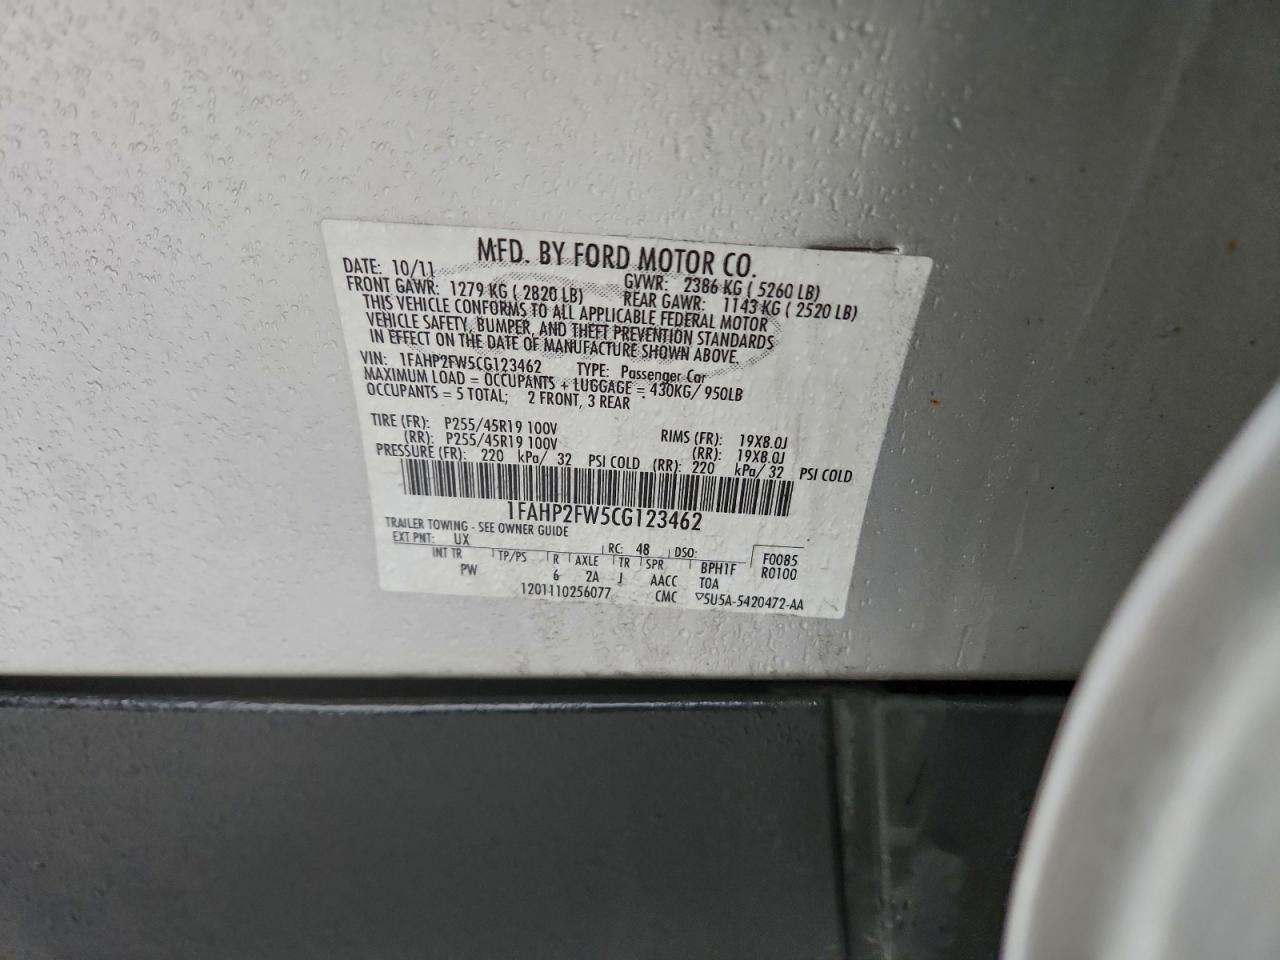 MFD. BY FORD MOTOR CO.
DATE: 10/11 GVWR: 2386 KG ( 5260 LB)
FRONT GAWR: 1279 KG ( 2820 LB) REAR GAWR: 1143 KG ( 2520 LB)
THIS VEHICLE CONFORMS TO ALL APPLICABLE FEDERAL MOTOR
VEHICLE SAFETY, BUMPER, AND THEFT PREVENTION STANDARDS
IN EFFECT ON THE DATE OF MANUFACTURE SHOWN ABOVE.
VIN: 1FAHP2FW5CG123462 TYPE: Passenger Car
MAXIMUM LOAD = OCCUPANTS + LUGGAGE = 430KG/ 950LB
OCCUPANTS = 5 TOTAL; 2 FRONT, 3 REAR
TIRE (FR): P255/45R19 100V RIMS (FR): 19X8.0J
(RR): P255/45R19 100V (RR): 19X8.0J
PRESSURE (FR): 220 kPa/ 32 PSI COLD (RR): 220 kPa/ 32 PSI COLD
1FAHP2FW5CG123462
TRAILER TOWING - SEE OWNER GUIDE
EXT PNT: UX RC: 48 DSO: F0085
INT TR TP/PS R AXLE TR SPR BPH1F R0100
PW 6 2A J AACC TOA
1201110256077 CMC ▽5U5A-5420472-AA